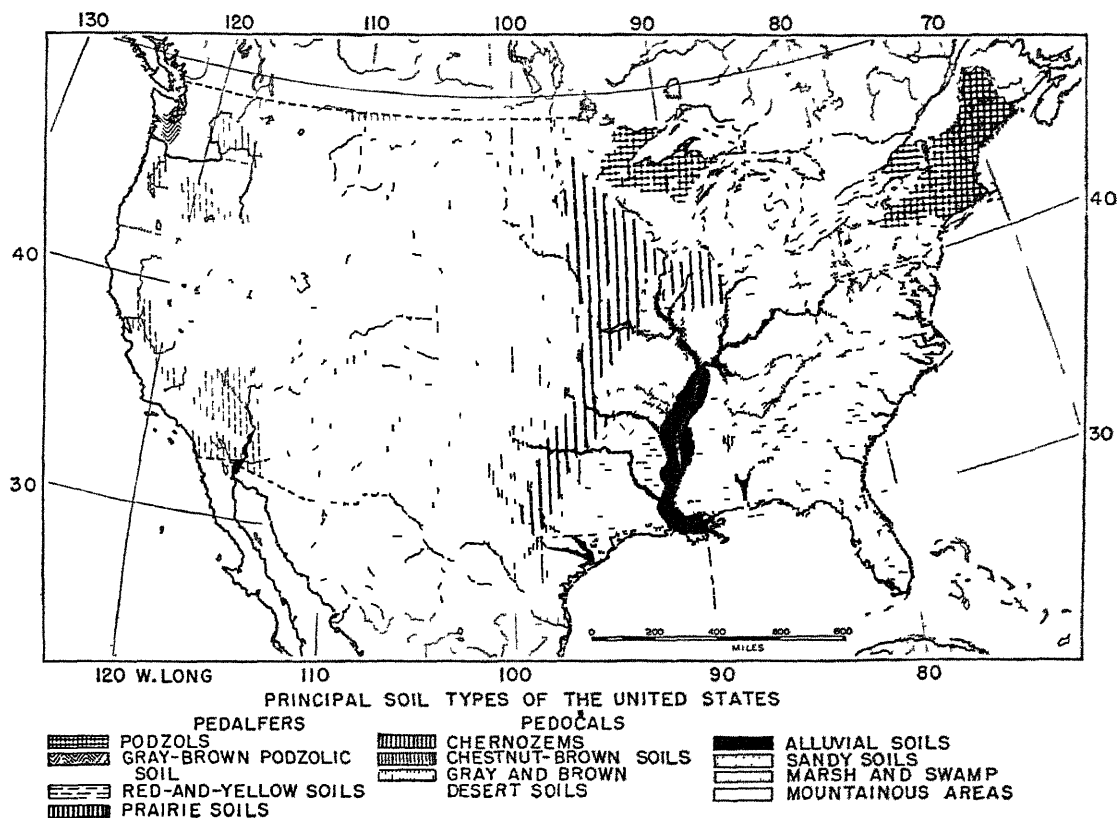 130 120 110 100 90 80 70
40
30
40
30
0 200 400 600 800
MILES
120 W.LONG 110 100 90 80
PRINCIPAL SOIL TYPES OF THE UNITED STATES
PEDALFERS
PODZOLS
GRAY-BROWN PODZOLIC
SOIL
RED-AND-YELLOW SOILS
PRAIRIE SOILS
PEDOCALS
CHERNOZEMS
CHESTNUT-BROWN SOILS
GRAY AND BROWN
DESERT SOILS
ALLUVIAL SOILS
SANDY SOILS
MARSH AND SWAMP
MOUNTAINOUS AREAS